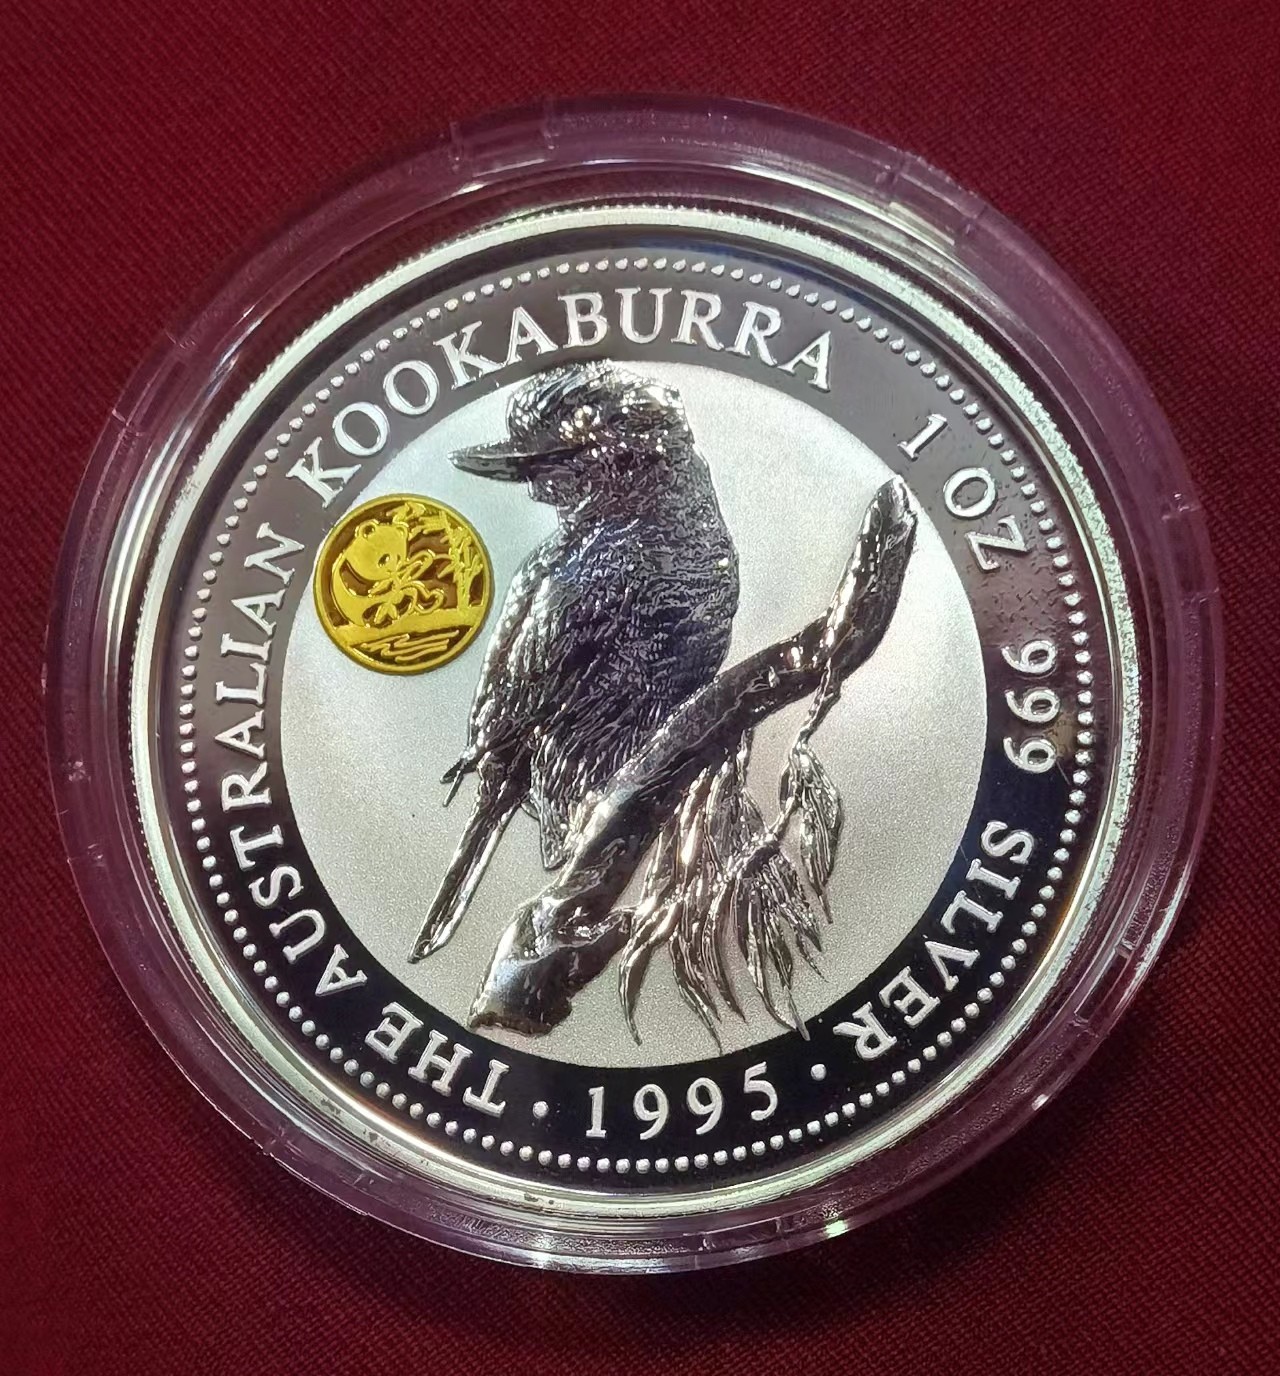 THE AUSTRALIAN KOOKABURRA 1 OZ 999 SILVER
· 1995 ·